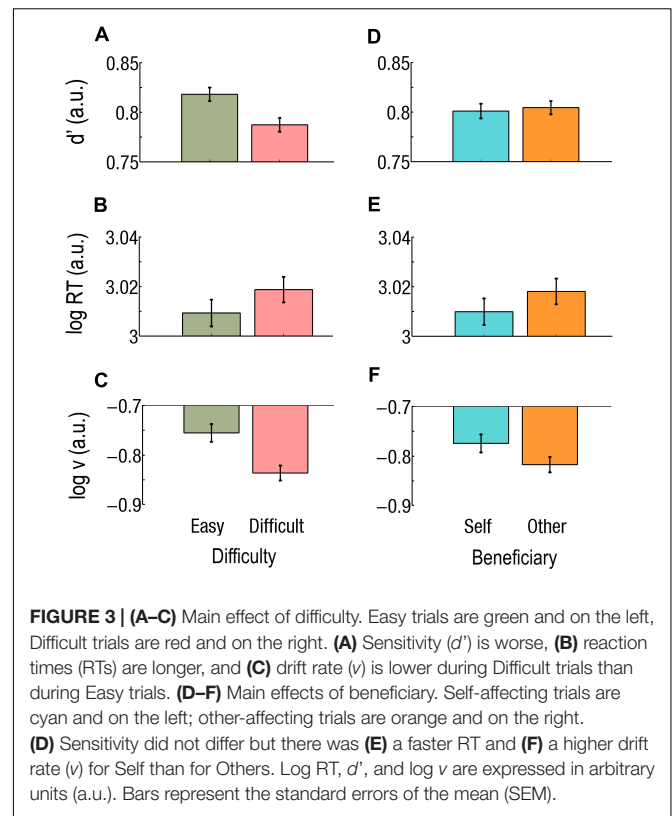 A
D
0.85
0.8
0.75
d' (a.u.)
0.85
0.8
0.75
B
E
3.04
3.02
3
log RT (a.u.)
3.04
3.02
3
C
F
−0.7
−0.8
−0.9
log v (a.u.)
−0.7
−0.8
−0.9
Easy Difficult
Self Other
Difficulty
Beneficiary
FIGURE 3 | (A–C) Main effect of difficulty. Easy trials are green and on the left,
Difficult trials are red and on the right. (A) Sensitivity (d’) is worse, (B) reaction
times (RTs) are longer, and (C) drift rate (v) is lower during Difficult trials than
during Easy trials. (D–F) Main effects of beneficiary. Self-affecting trials are
cyan and on the left; other-affecting trials are orange and on the right.
(D) Sensitivity did not differ but there was (E) a faster RT and (F) a higher drift
rate (v) for Self than for Others. Log RT, d’, and log v are expressed in arbitrary
units (a.u.). Bars represent the standard errors of the mean (SEM).